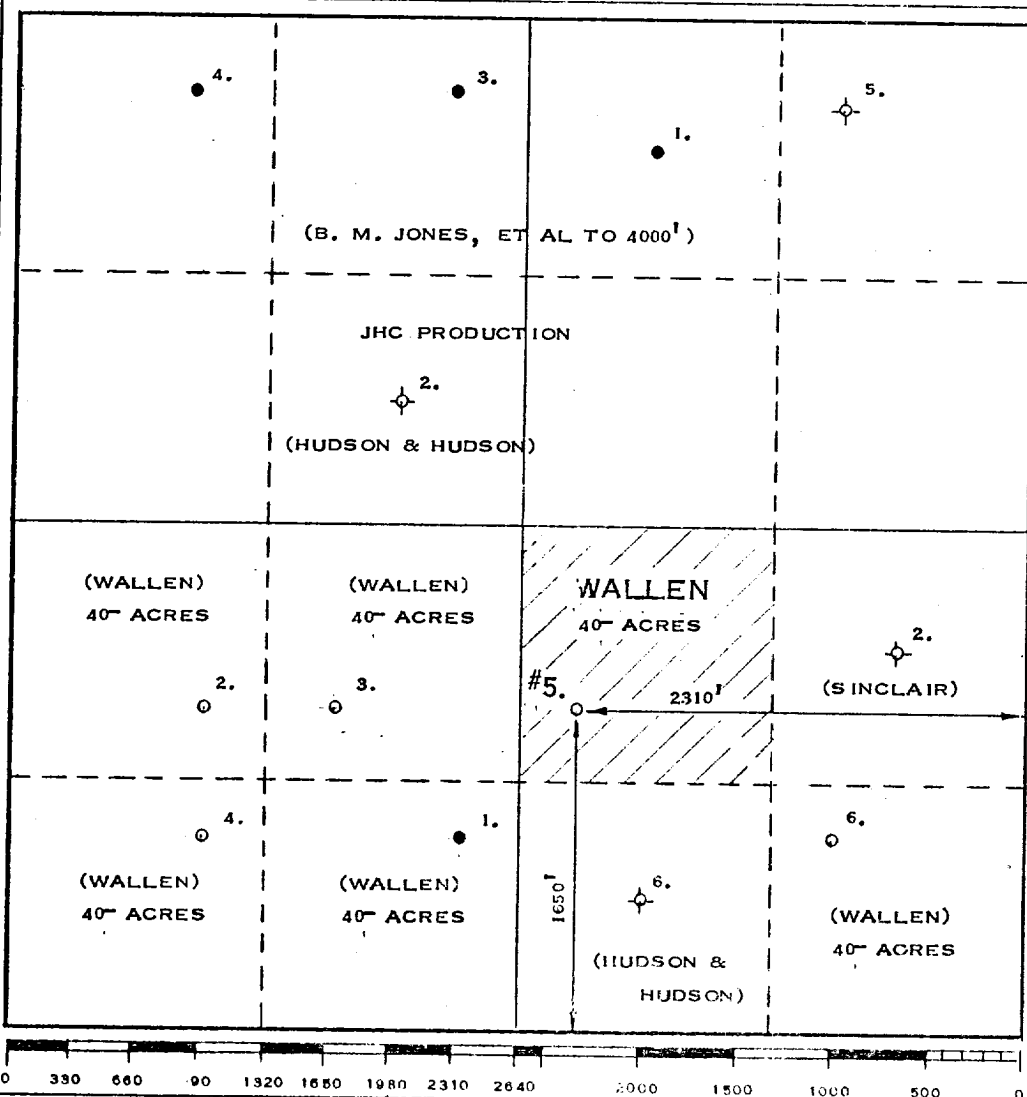 4.
3.
5.
1.
(B. M. JONES, ET AL TO 4000')
JHC PRODUCTION
2.
(HUDSON & HUDSON)
(WALLEN)
40- ACRES
(WALLEN)
40- ACRES
WALLEN
40- ACRES
2.
(SINCLAIR)
2.
3.
#5.
2310'
4.
1.
6.
(WALLEN)
40- ACRES
(WALLEN)
40- ACRES
1650'
6.
(WALLEN)
40- ACRES
(HUDSON &
HUDSON)
0 330 660 90 1320 1650 1980 2310 2640 2000 1500 1000 500 0